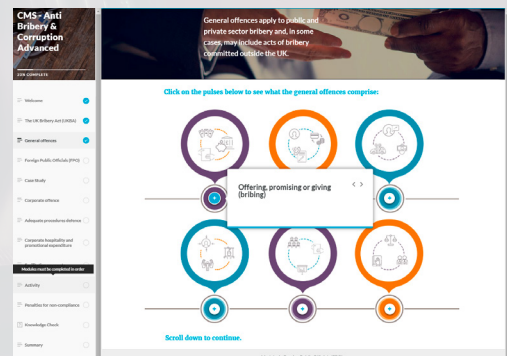 CMS - Anti
Bribery &
Corruption
Advanced
General offences apply to public and
private sector bribery and, in some
cases, may include acts of bribery
committed outside the UK.
Welcome
The UK Bribery Act (UKBA)
General offences
Foreign Public Officials (FPO)
Case Study
Corporate offence
Adequate procedures defence
Corporate hospitality and
promotional expenditure
Modules must be completed in order
Activity
Penalties for non-compliance
Knowledge Check
Summary
Click on the pulses below to see what the general offences comprise:
Offering, promising or giving
(bribing)
Scroll down to continue.